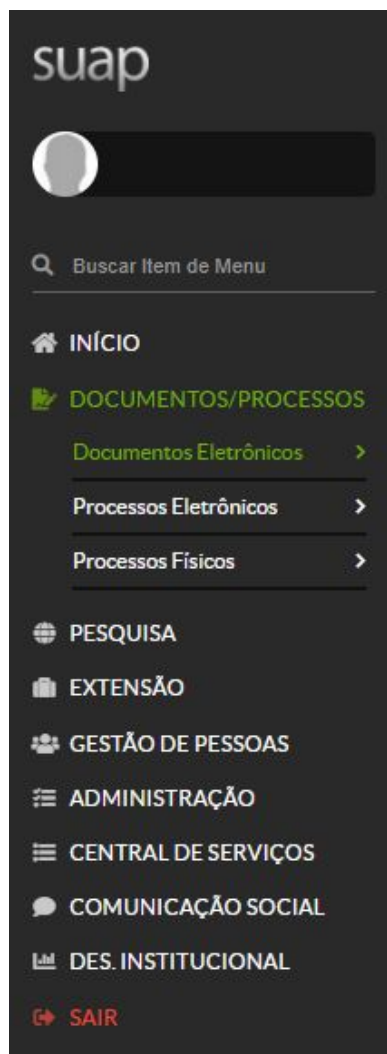 suap
Buscar Item de Menu
INÍCIO
DOCUMENTOS/PROCESSOS
Documentos Eletrônicos
Processos Eletrônicos
Processos Físicos
PESQUISA
EXTENSÃO
GESTÃO DE PESSOAS
ADMINISTRAÇÃO
CENTRAL DE SERVIÇOS
COMUNICAÇÃO SOCIAL
DES. INSTITUCIONAL
SAIR